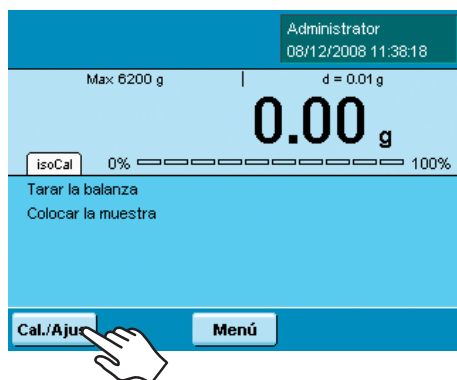 Administrator
08/12/2008 11:38:18
Max 6200 g d = 0.01 g
0.00 g
isoCal 0% 100%
Tarar la balanza
Colocar la muestra
Cal./Ajus Menú